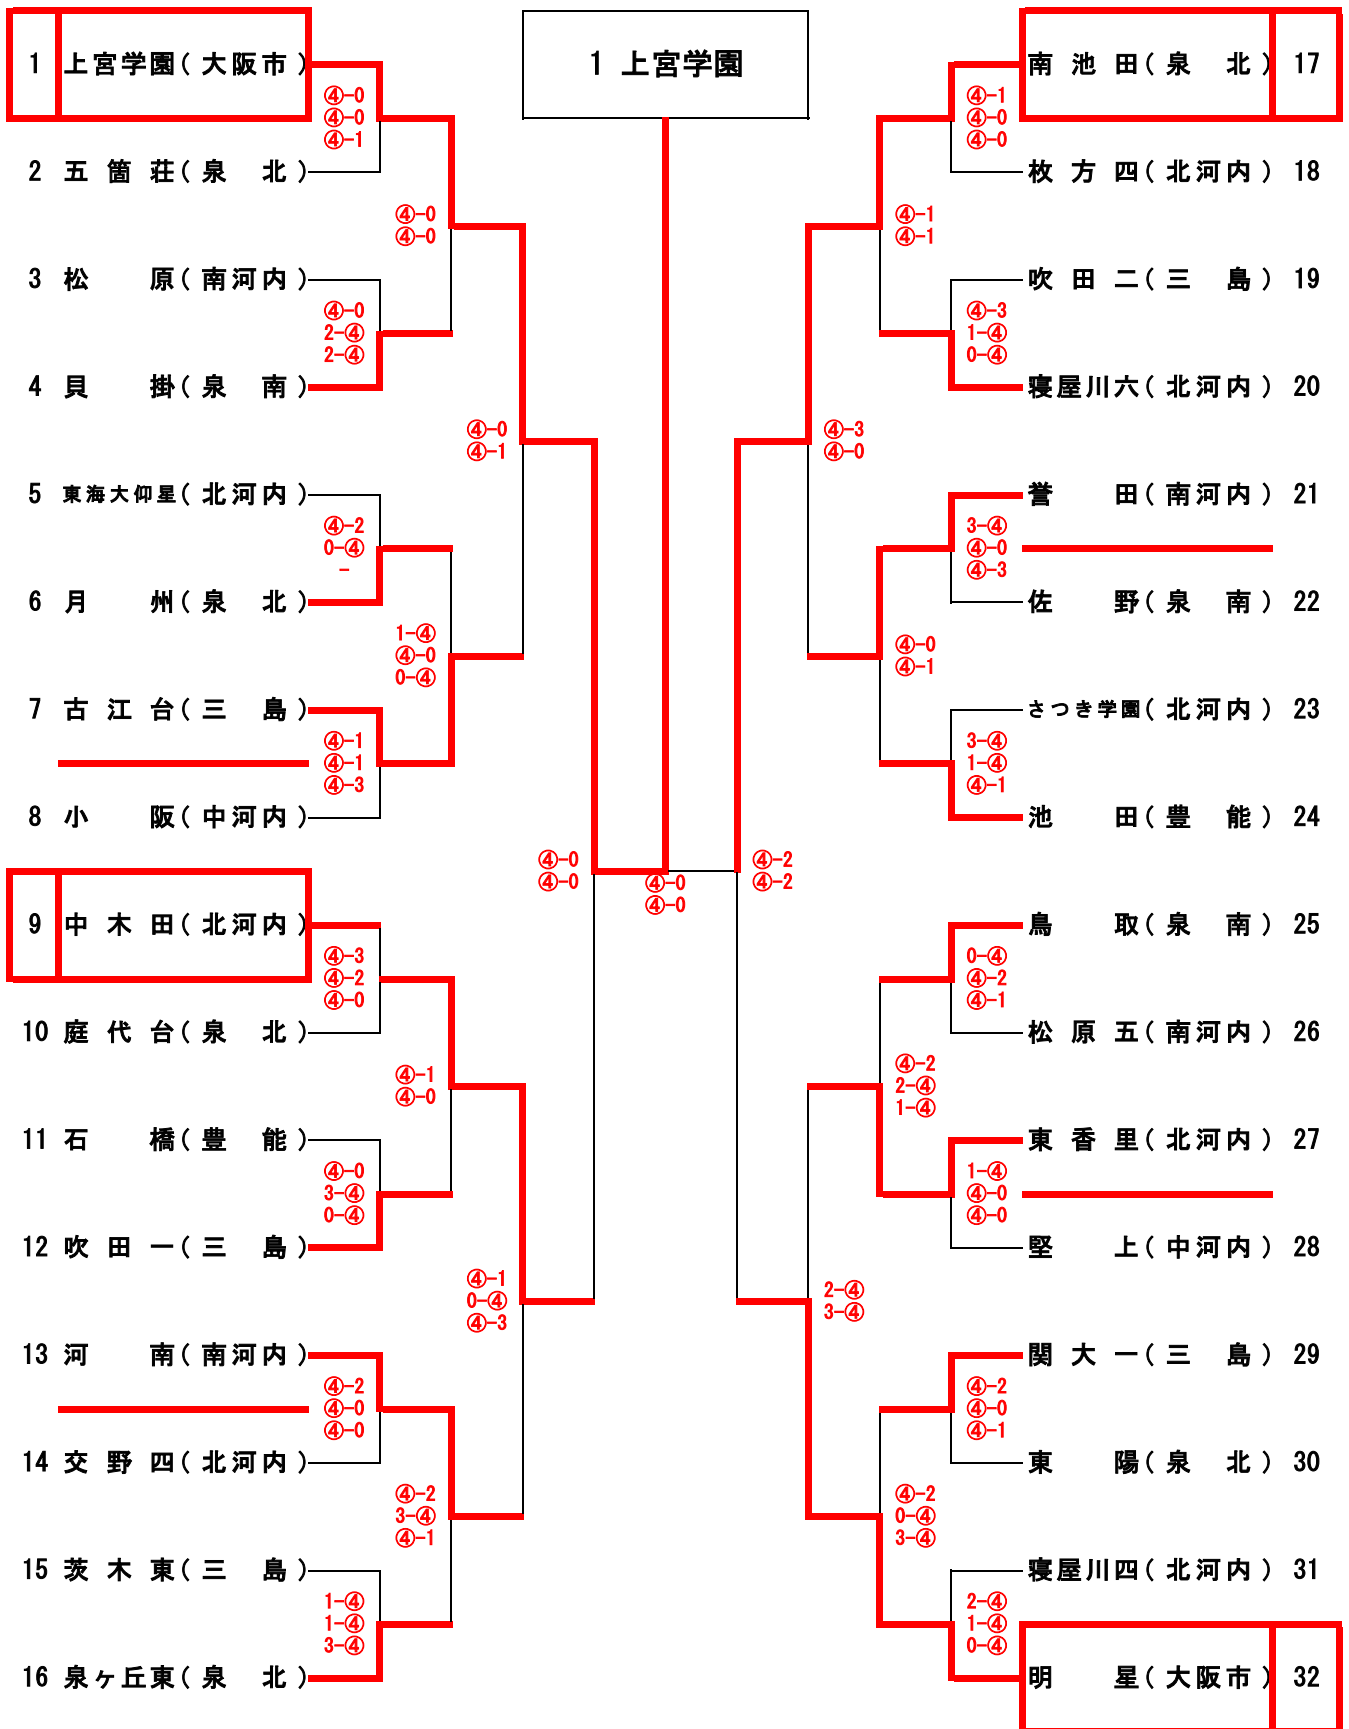 1 上宮学園
1 上宮学園(大阪市)
④-0
④-0
④-1
2 五箇荘(泉 北)
④-0
④-0
3 松 原(南河内)
④-0
2-④
2-④
4 貝 掛(泉 南)
④-0
④-1
5 東海大仰星(北河内)
④-2
0-④
-
6 月 州(泉 北)
1-④
④-0
0-④
7 古江台(三 島)
④-1
④-1
④-3
8 小 阪(中河内)
④-0
④-0
9 中木田(北河内)
④-3
④-2
④-0
10 庭代台(泉 北)
④-1
④-0
11 石 橋(豊 能)
④-0
3-④
0-④
12 吹田一(三 島)
④-1
0-④
④-3
13 河 南(南河内)
④-2
④-0
④-0
14 交野四(北河内)
④-2
3-④
④-1
15 茨木東(三 島)
1-④
1-④
3-④
16 泉ヶ丘東(泉 北)
④-0
④-0
南池田(泉 北) 17
④-1
④-0
④-0
枚方四(北河内) 18
④-1
④-1
吹田二(三 島) 19
④-3
1-④
0-④
寝屋川六(北河内) 20
④-3
④-0
誉 田(南河内) 21
3-④
④-0
④-3
佐 野(泉 南) 22
④-0
④-1
さつき学園(北河内) 23
3-④
1-④
④-1
池 田(豊 能) 24
④-2
④-2
鳥 取(泉 南) 25
0-④
④-2
④-1
松原五(南河内) 26
④-2
2-④
1-④
東香里(北河内) 27
1-④
④-0
④-0
堅 上(中河内) 28
2-④
3-④
関大一(三 島) 29
④-2
④-0
④-1
東 陽(泉 北) 30
④-2
0-④
3-④
寝屋川四(北河内) 31
2-④
1-④
0-④
明 星(大阪市) 32